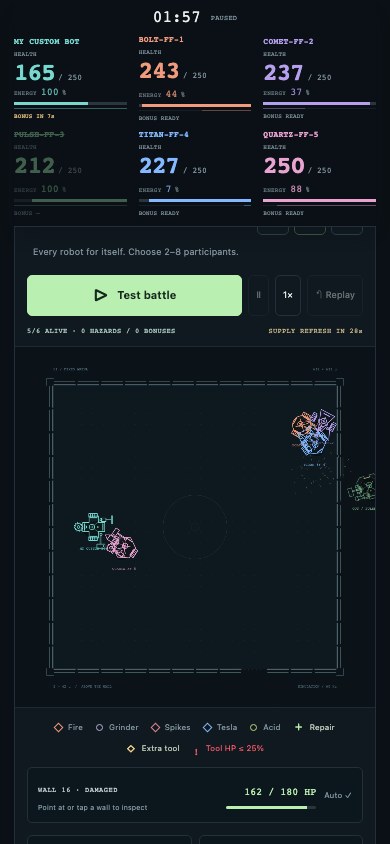 01:57 PAUSED
MY CUSTOM BOT
HEALTH
165 / 250
ENERGY 100 %
BONUS IN 7s
BOLT-FF-1
HEALTH
243 / 250
ENERGY 44 %
BONUS READY
COMET-FF-2
HEALTH
237 / 250
ENERGY 37 %
BONUS READY
PULSE-FF-3
HEALTH
212 / 250
ENERGY 100 %
BONUS —
TITAN-FF-4
HEALTH
227 / 250
ENERGY 7 %
BONUS READY
QUARTZ-FF-5
HEALTH
250 / 250
ENERGY 88 %
BONUS READY
Every robot for itself. Choose 2–8 participants.
Test battle
1×
Replay
5/6 ALIVE · 0 HAZARDS / 0 BONUSES
SUPPLY REFRESH IN 28s
Fire
Grinder
Spikes
Tesla
Acid
Repair
Extra tool
Tool HP ≤ 25%
WALL 16 · DAMAGED
162 / 180 HP
Auto ✓
Point at or tap a wall to inspect